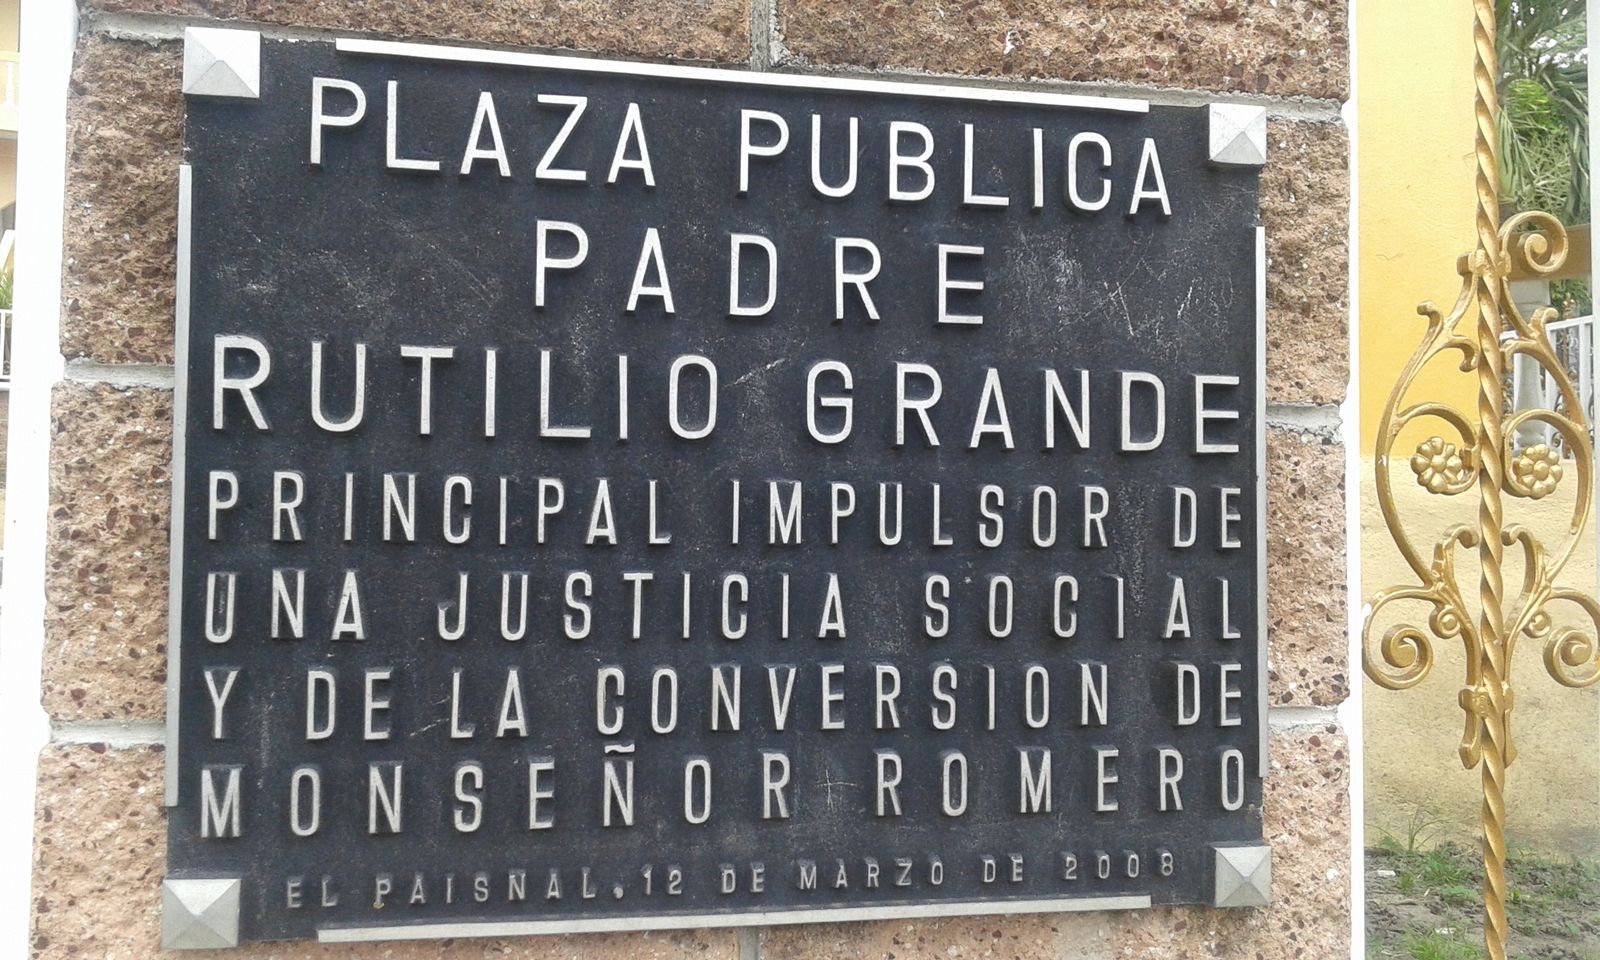 PLAZA PUBLICA
PADRE
RUTILIO GRANDE
PRINCIPAL IMPULSOR DE
UNA JUSTICIA SOCIAL
Y DE LA CONVERSION DE
MONSEÑOR ROMERO
EL PAISNAL, 12 DE MARZO DE 2008